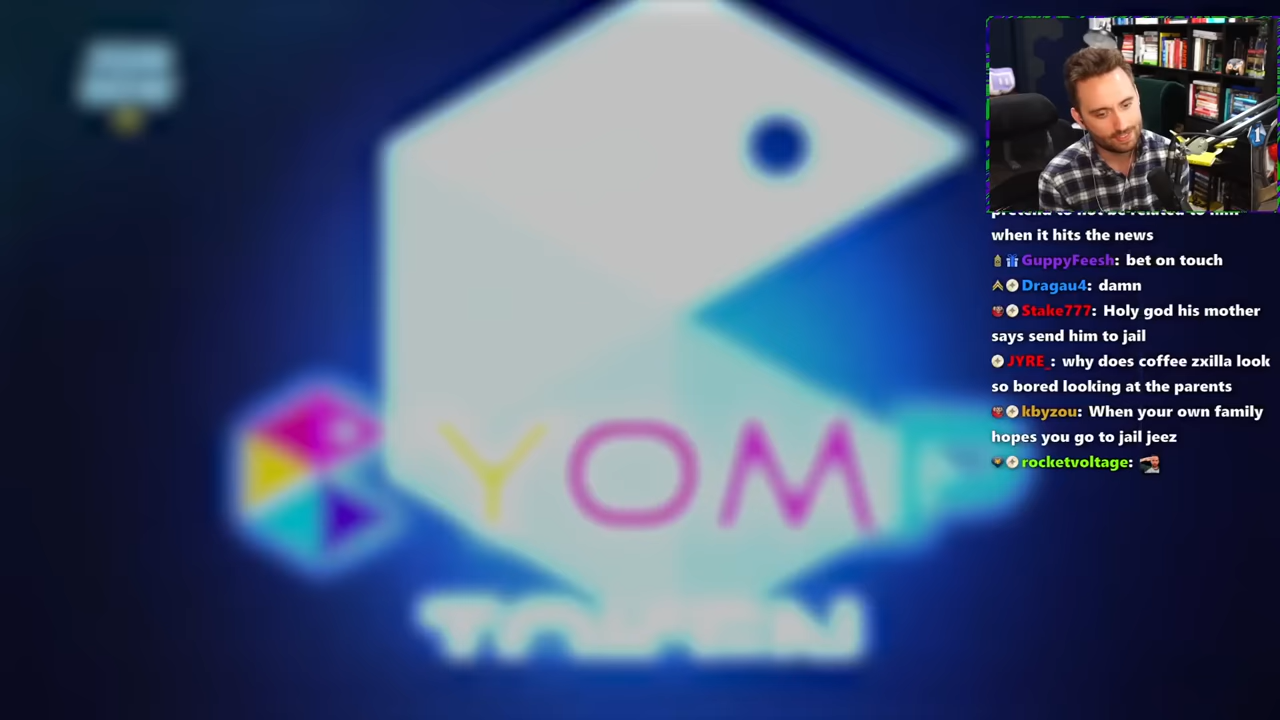 YOMP
TOKEN
when it hits the news
GuppyFeesh: bet on touch
Dragau4: damn
Stake777: Holy god his mother
says send him to jail
JYRE_: why does coffee zxilla look
so bored looking at the parents
kbyzou: When your own family
hopes you go to jail jeez
rocketvoltage: